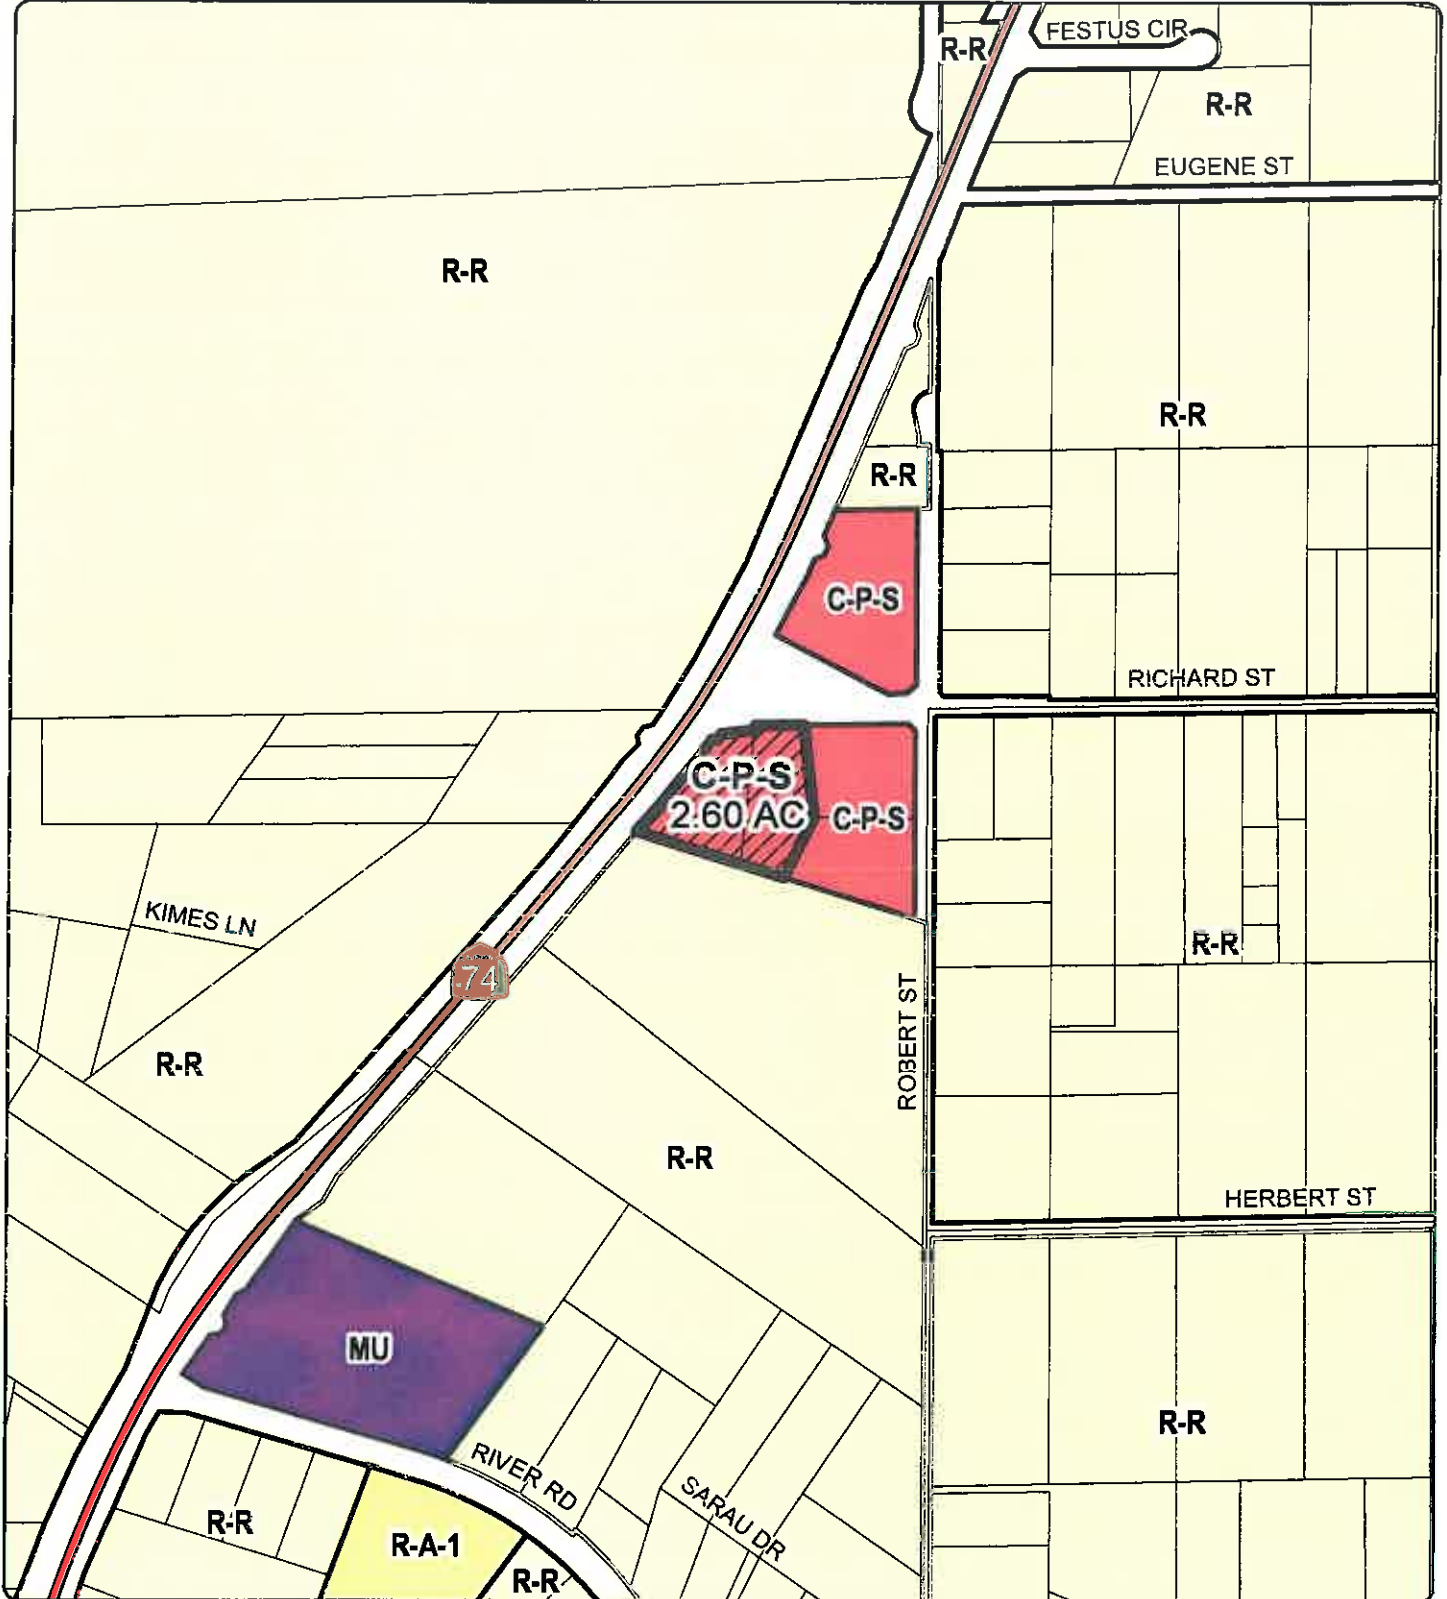 FESTUS CIR
R-R
R-R
EUGENE ST
R-R
R-R
R-R
C-P-S
RICHARD ST
C-P-S
2.60 AC
C-P-S
KIMES LN
R-R
74
ROBERT ST
R-R
R-R
HERBERT ST
MU
R-R
RIVER RD
SARAU DR
R-R
R-A-1
R-R